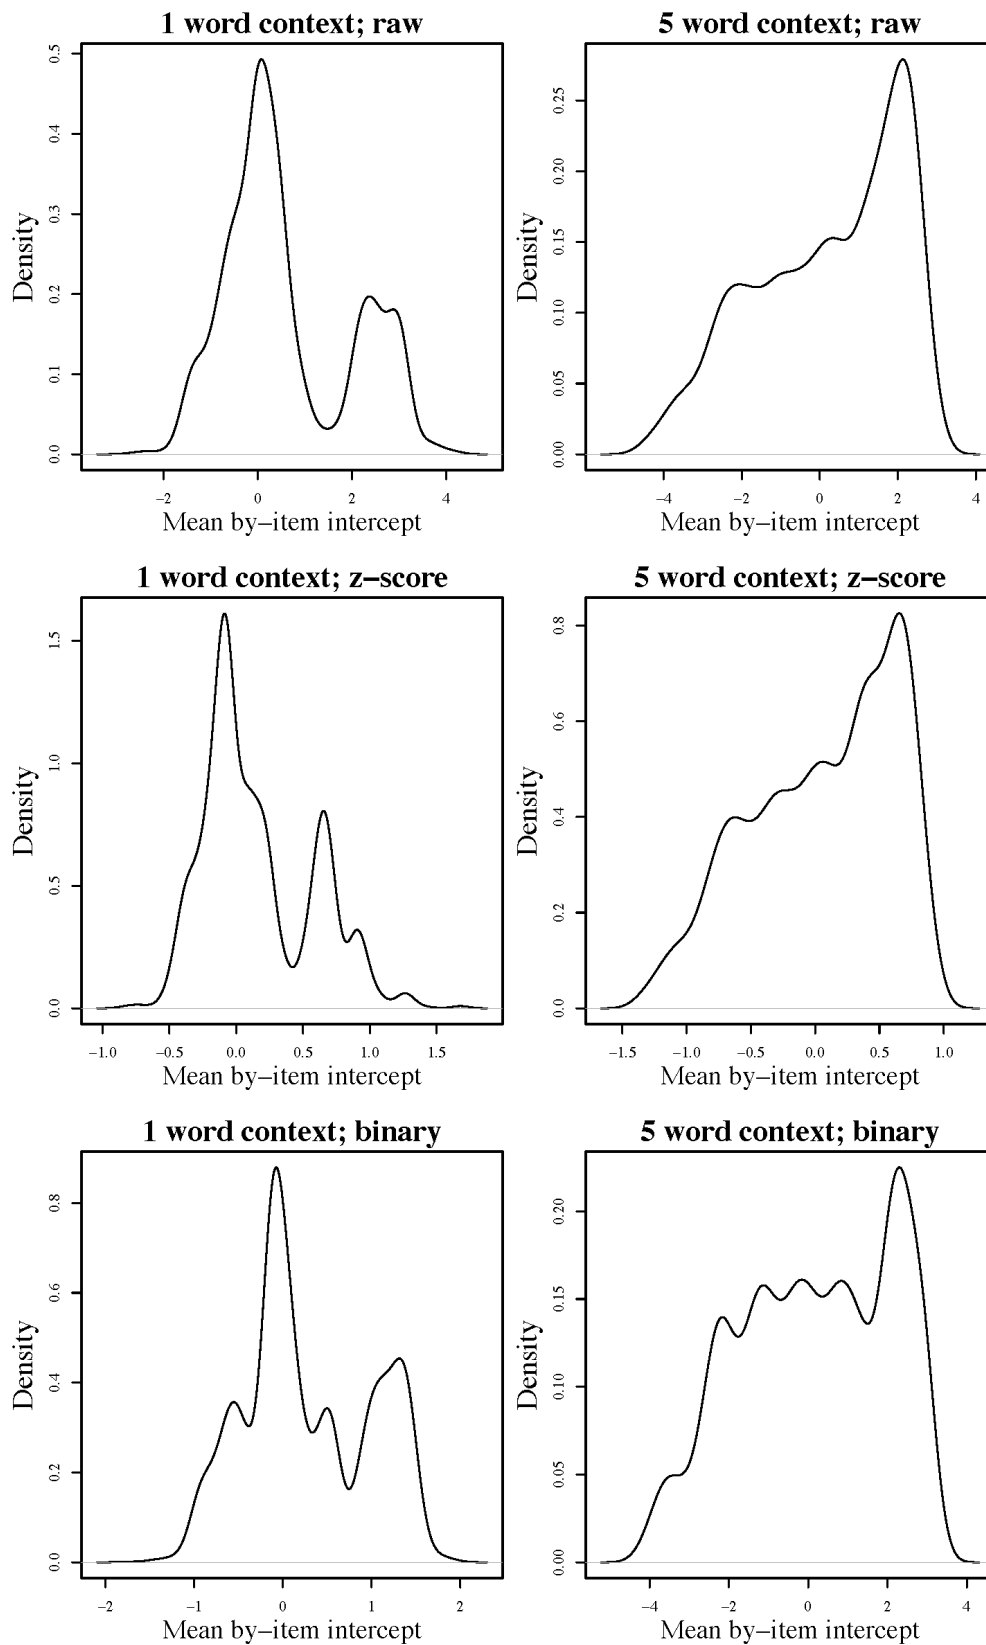 1 word context; raw
Density
0.0 0.1 0.2 0.3 0.4 0.5
−2 0 2 4
Mean by−item intercept
5 word context; raw
Density
0.00 0.05 0.10 0.15 0.20 0.25
−4 −2 0 2 4
Mean by−item intercept
1 word context; z−score
Density
0.0 0.5 1.0 1.5
−1.0 −0.5 0.0 0.5 1.0 1.5
Mean by−item intercept
5 word context; z−score
Density
0.0 0.2 0.4 0.6 0.8
−1.5 −1.0 −0.5 0.0 0.5 1.0
Mean by−item intercept
1 word context; binary
Density
0.0 0.2 0.4 0.6 0.8
−2 −1 0 1 2
Mean by−item intercept
5 word context; binary
Density
0.00 0.05 0.10 0.15 0.20
−4 −2 0 2 4
Mean by−item intercept